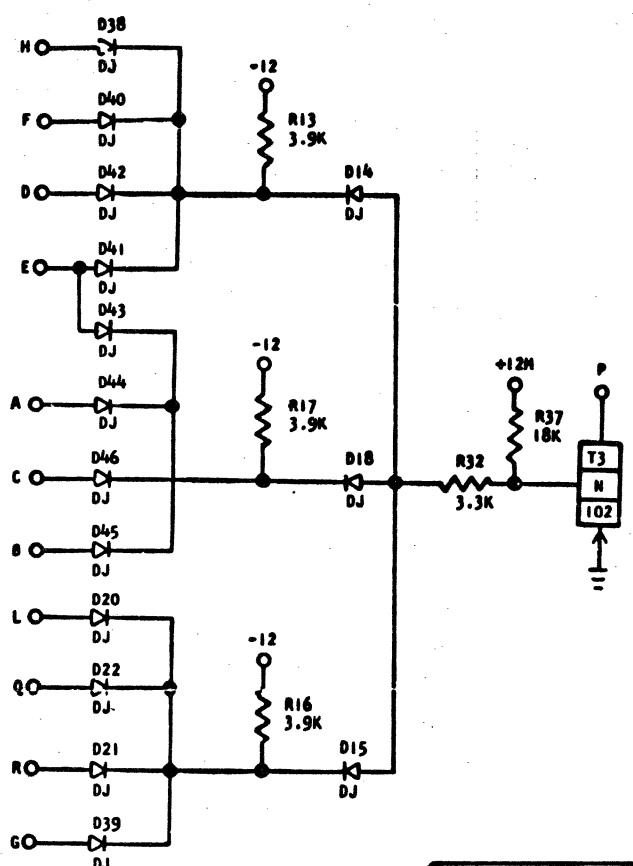 D38
H
DJ
-12
D40
F
DJ
R13
3.9K
D42
D
DJ
D14
DJ
D41
E
DJ
D43
DJ
-12
+12M
P
D44
A
DJ
R17
3.9K
R37
18K
D46
C
DJ
D18
DJ
R32
3.3K
T3
N
102
D45
B
DJ
D20
L
DJ
-12
D22
Q
DJ
R16
3.9K
D21
R
DJ
D15
DJ
D39
G
DJ